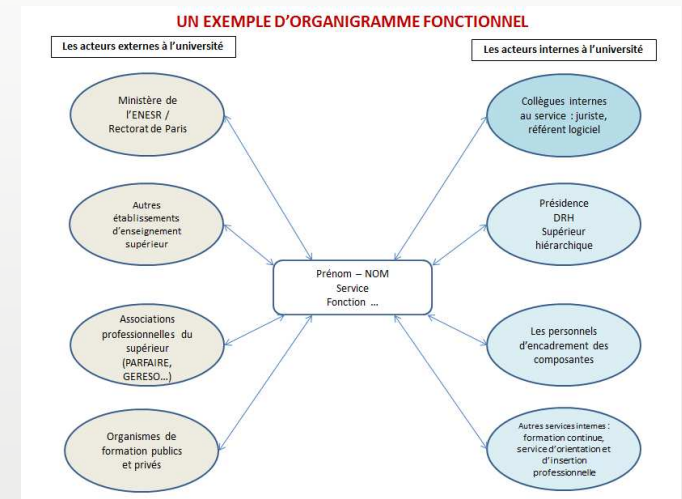 UN EXEMPLE D'ORGANIGRAMME FONCTIONNEL
Les acteurs externes à l'université
Les acteurs internes à l'université
Ministère de
l'ENESR /
Rectorat de Paris
Autres
établissements
d'enseignement
supérieur
Associations
professionnelles du
supérieur
(PARFAIRE,
GERESO...)
Organismes de
formation publics
et privés
Prénom – NOM
Service
Fonction ...
Collègues internes
au service : juriste,
référent logiciel
Présidence
DRH
Supérieur
hiérarchique
Les personnels
d'encadrement des
composantes
Autres services internes :
formation continue,
service d'orientation et
d'insertion
professionnelle